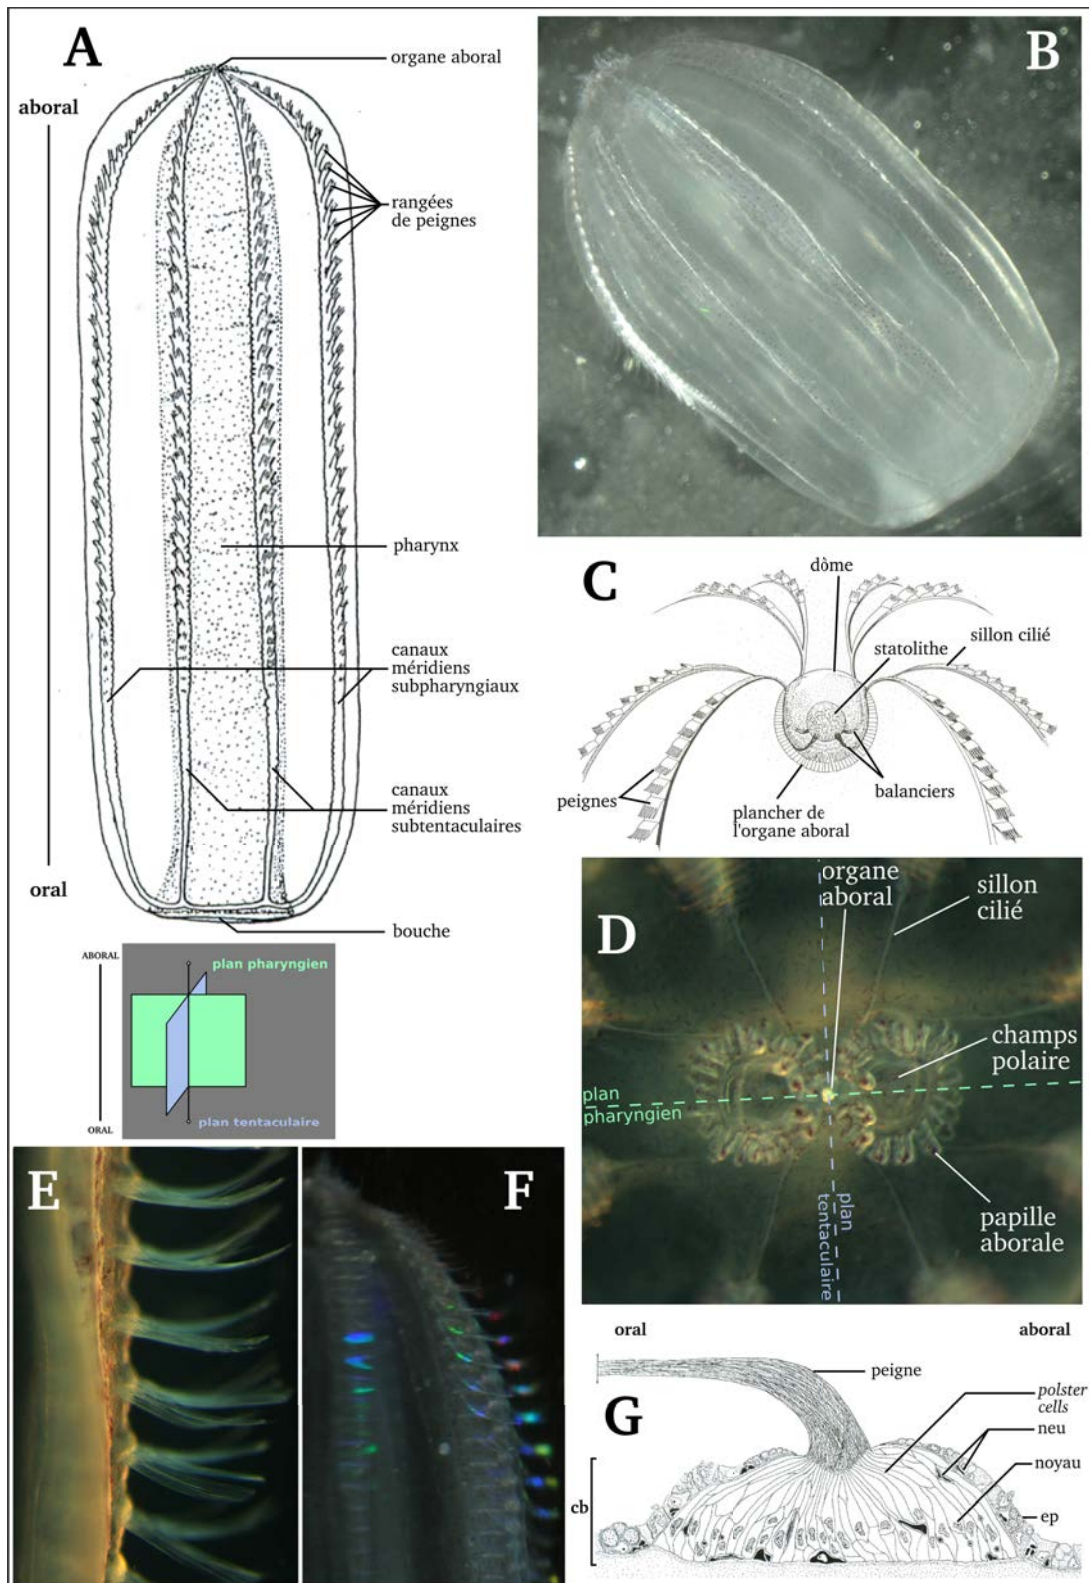 A
organe aboral
aboral
rangées
de peignes
pharynx
canaux
méridiens
subpharyngiaux
canaux
méridiens
subtentaculaires
oral
bouche
ABORAL
plan pharyngien
plan tentaculaire
ORAL
B
C
dôme
sillon cilié
statolithe
peignes
balanciers
plancher de
l'organe aboral
D
organe
aboral
sillon
cilié
champs
polaire
plan
pharyngien
plan
tentaculaire
papille
aborale
E
F
oral
aboral
peigne
G
polster
cells
neu
noyau
cb
ep